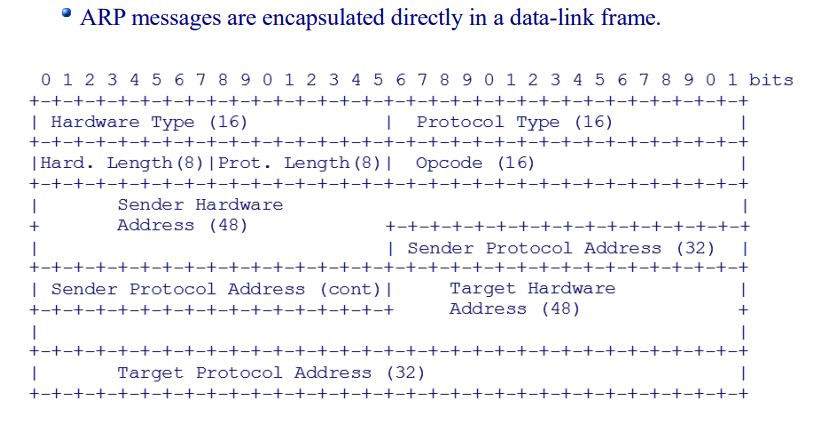 ARP messages are encapsulated directly in a data-link frame.
0 1 2 3 4 5 6 7 8 9 0 1 2 3 4 5 6 7 8 9 0 1 2 3 4 5 6 7 8 9 0 1 bits
+-+-+-+-+-+-+-+-+-+-+-+-+-+-+-+-+-+-+-+-+-+-+-+-+-+-+-+-+-+-+-+-+
| Hardware Type (16) | Protocol Type (16) |
+-+-+-+-+-+-+-+-+-+-+-+-+-+-+-+-+-+-+-+-+-+-+-+-+-+-+-+-+-+-+-+-+
|Hard. Length(8)|Prot. Length(8)| Opcode (16) |
+-+-+-+-+-+-+-+-+-+-+-+-+-+-+-+-+-+-+-+-+-+-+-+-+-+-+-+-+-+-+-+-+
| Sender Hardware |
+ Address (48) +-+-+-+-+-+-+-+-+-+-+-+-+-+-+-+-+
| | Sender Protocol Address (32) |
+-+-+-+-+-+-+-+-+-+-+-+-+-+-+-+-+-+-+-+-+-+-+-+-+-+-+-+-+-+-+-+-+
| Sender Protocol Address (cont)| Target Hardware |
+-+-+-+-+-+-+-+-+-+-+-+-+-+-+-+-+ Address (48) +
| |
+-+-+-+-+-+-+-+-+-+-+-+-+-+-+-+-+-+-+-+-+-+-+-+-+-+-+-+-+-+-+-+-+
| Target Protocol Address (32) |
+-+-+-+-+-+-+-+-+-+-+-+-+-+-+-+-+-+-+-+-+-+-+-+-+-+-+-+-+-+-+-+-+